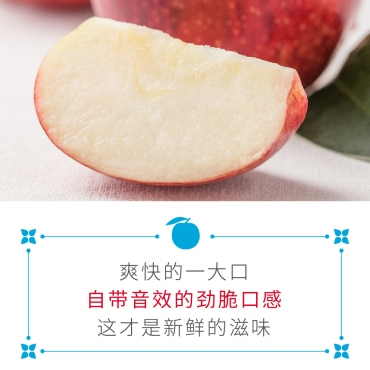 爽快的一大口
自带音效的劲脆口感
这才是新鲜的滋味